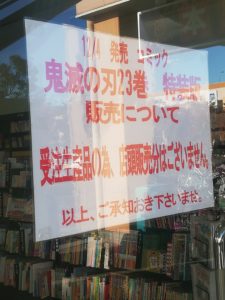 12/4 発売 コミック
鬼滅の刃23巻 特装版
販売について
受注生産品の為、店頭販売分はございません。
以上、ご承知おき下さいませ。